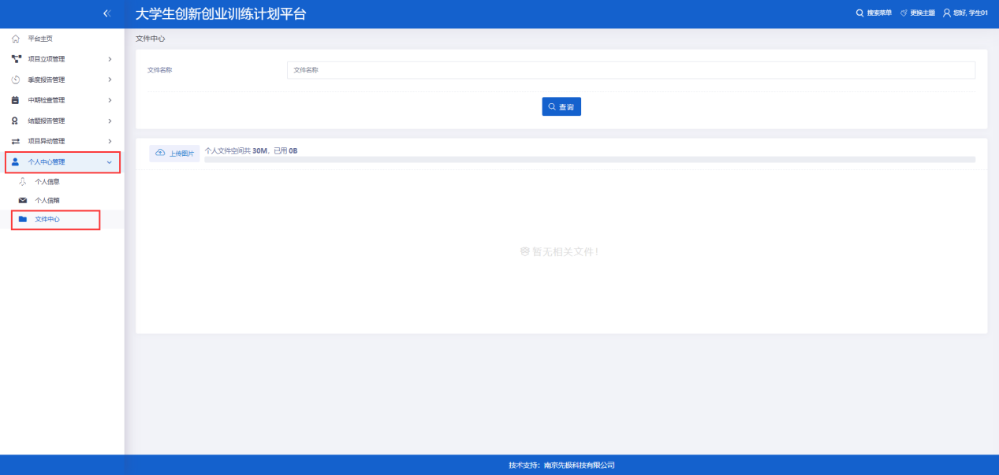 大学生创新创业训练计划平台
搜索菜单 更换主题 您好, 学生01
平台主页
项目立项管理
季度报告管理
中期检查管理
结题报告管理
项目异动管理
个人中心管理
个人信息
个人信箱
文件中心
文件中心
文件名称 文件名称
查询
上传图片 个人文件空间共 30M，已用 0B
暂无相关文件！
技术支持：南京先极科技有限公司